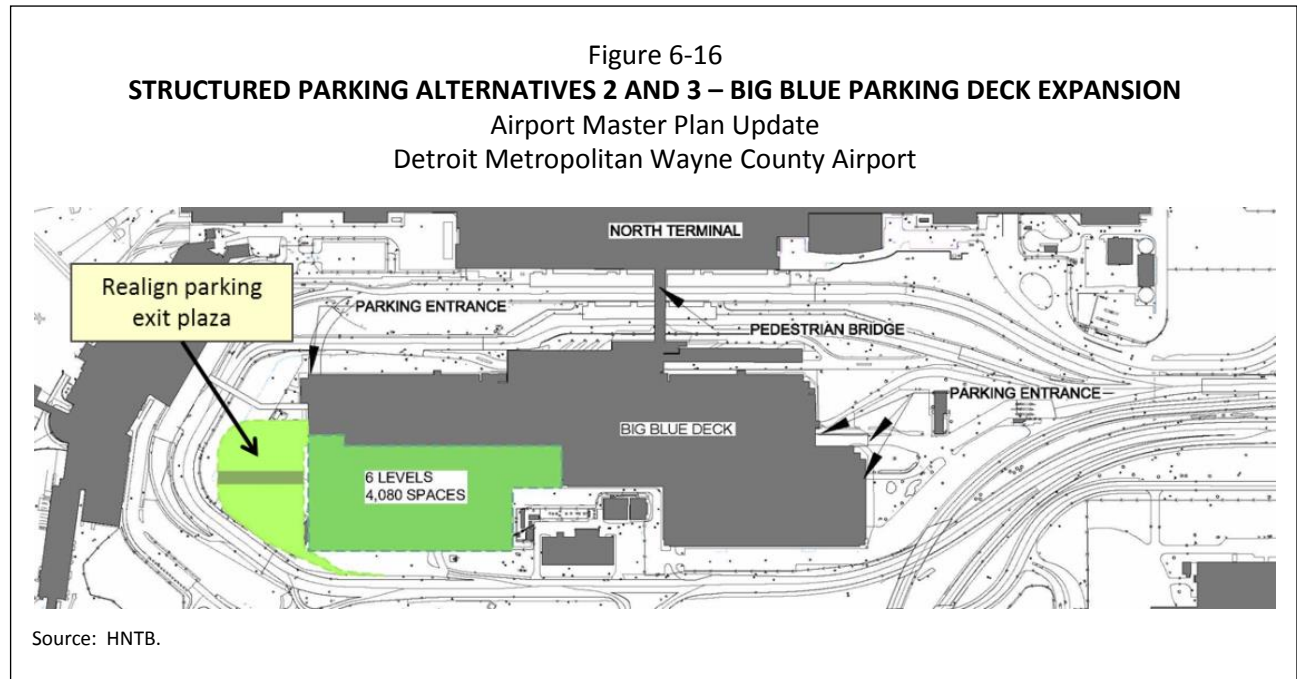 Figure 6-16
STRUCTURED PARKING ALTERNATIVES 2 AND 3 – BIG BLUE PARKING DECK EXPANSION
Airport Master Plan Update
Detroit Metropolitan Wayne County Airport
NORTH TERMINAL
Realign parking
exit plaza
PARKING ENTRANCE
PEDESTRIAN BRIDGE
PARKING ENTRANCE
BIG BLUE DECK
6 LEVELS
4,080 SPACES
Source: HNTB.